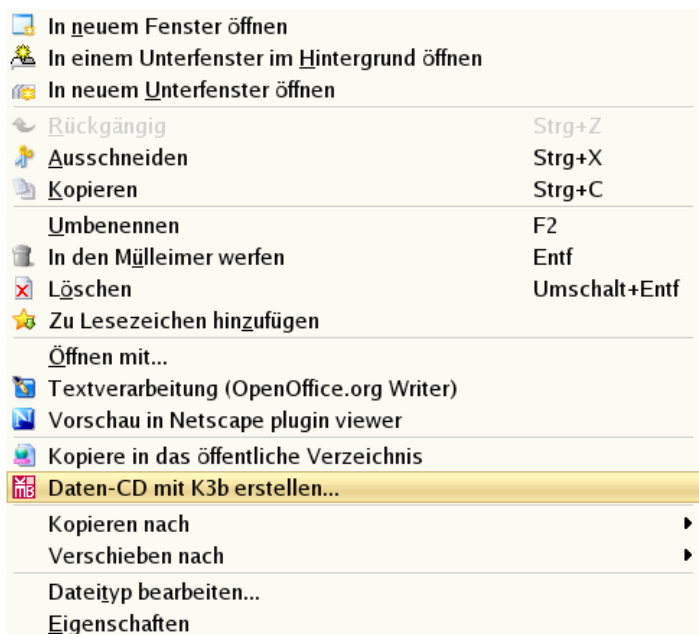 In neuem Fenster öffnen
In einem Unterfenster im Hintergrund öffnen
In neuem Unterfenster öffnen
Rückgängig Strg+Z
Ausschneiden Strg+X
Kopieren Strg+C
Umbenennen F2
In den Mülleimer werfen Entf
Löschen Umschalt+Entf
Zu Lesezeichen hinzufügen
Öffnen mit...
Textverarbeitung (OpenOffice.org Writer)
Vorschau in Netscape plugin viewer
Kopiere in das öffentliche Verzeichnis
Daten-CD mit K3b erstellen...
Kopieren nach
Verschieben nach
Dateityp bearbeiten...
Eigenschaften